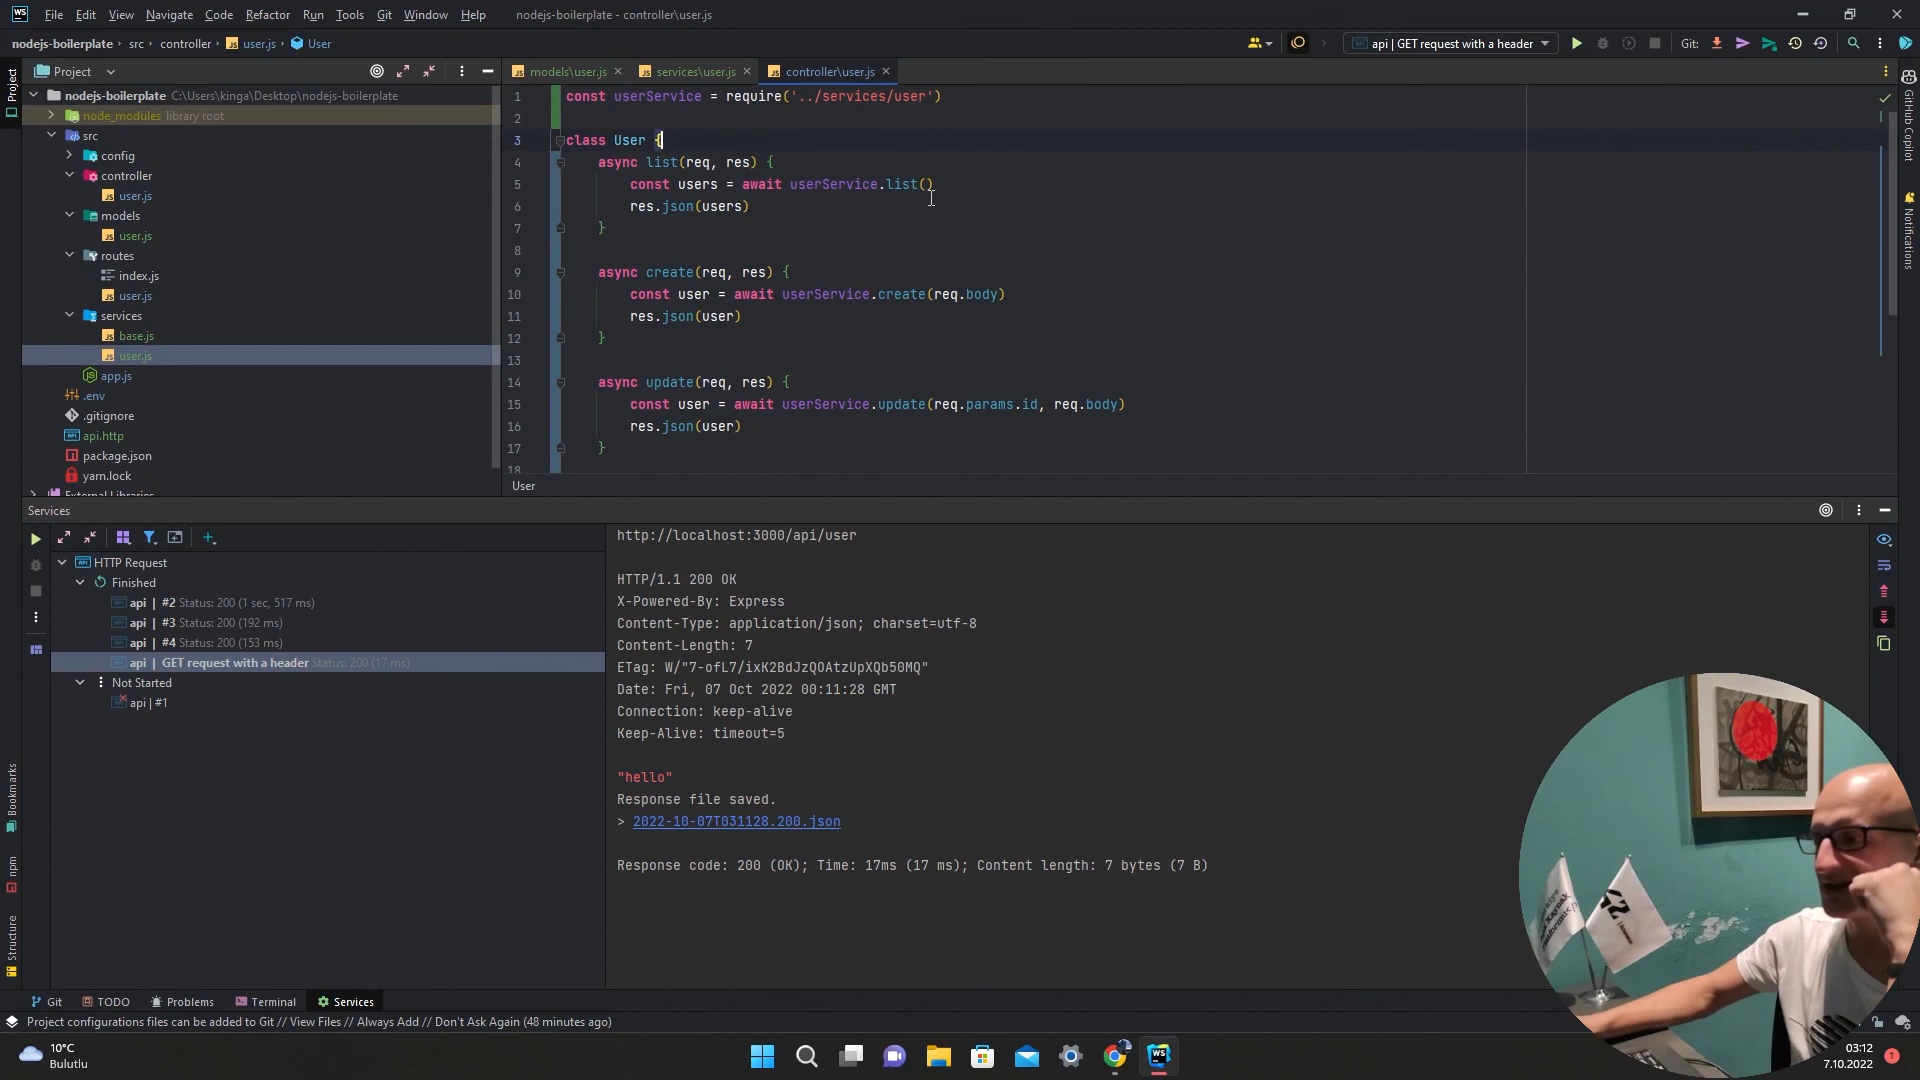 File Edit View Navigate Code Refactor Run Tools Git Window Help nodejs-boilerplate - controller\user.js
nodejs-boilerplate src controller user.js User
api | GET request with a header
Git:
Project
models\user.js
services\user.js
controller\user.js
nodejs-boilerplate C:\Users\kinga\Desktop\nodejs-boilerplate
node_modules library root
src
config
controller
user.js
models
user.js
routes
index.js
user.js
services
base.js
user.js
app.js
.env
.gitignore
api.http
package.json
yarn.lock
External Libraries
1 const userService = require('../services/user')
2
3 class User {
4 async list(req, res) {
5 const users = await userService.list()
6 res.json(users)
7 }
8
9 async create(req, res) {
10 const user = await userService.create(req.body)
11 res.json(user)
12 }
13
14 async update(req, res) {
15 const user = await userService.update(req.params.id, req.body)
16 res.json(user)
17 }
18
User
Project
Bookmarks
npm
Structure
GitHub Copilot
Notifications
Services
HTTP Request
Finished
api | #2 Status: 200 (1 sec, 517 ms)
api | #3 Status: 200 (192 ms)
api | #4 Status: 200 (153 ms)
api | GET request with a header Status: 200 (17 ms)
Not Started
api | #1
http://localhost:3000/api/user
HTTP/1.1 200 OK
X-Powered-By: Express
Content-Type: application/json; charset=utf-8
Content-Length: 7
ETag: W/"7-ofL7/ixK2BdJzQOAtzUpXQb50MQ"
Date: Fri, 07 Oct 2022 00:11:28 GMT
Connection: keep-alive
Keep-Alive: timeout=5
"hello"
Response file saved.
> 2022-10-07T031128.200.json
Response code: 200 (OK); Time: 17ms (17 ms); Content length: 7 bytes (7 B)
Git TODO Problems Terminal Services
Project configurations files can be added to Git // View Files // Always Add // Don't Ask Again (48 minutes ago)
10°C
Bulutlu
WS
03:12
7.10.2022
1